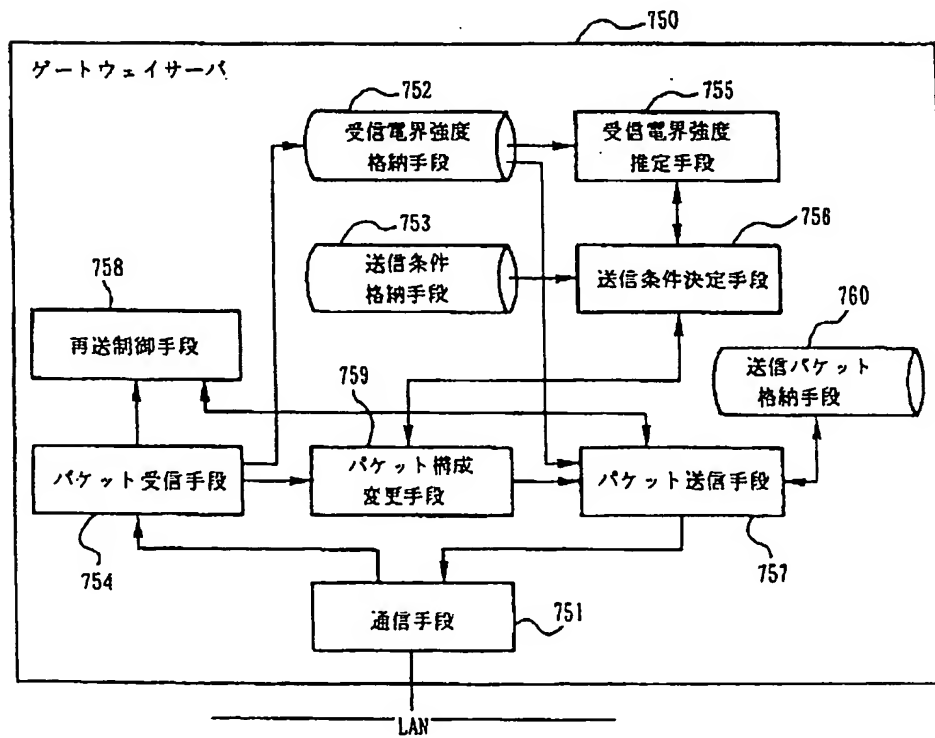 750
ゲートウェイサーバ
752
受信電界強度
格納手段
755
受信電界強度
推定手段
753
送信条件
格納手段
756
送信条件決定手段
758
再送制御手段
760
送信パケット
格納手段
759
パケット構成
変更手段
パケット受信手段
754
パケット送信手段
757
通信手段
751
LAN